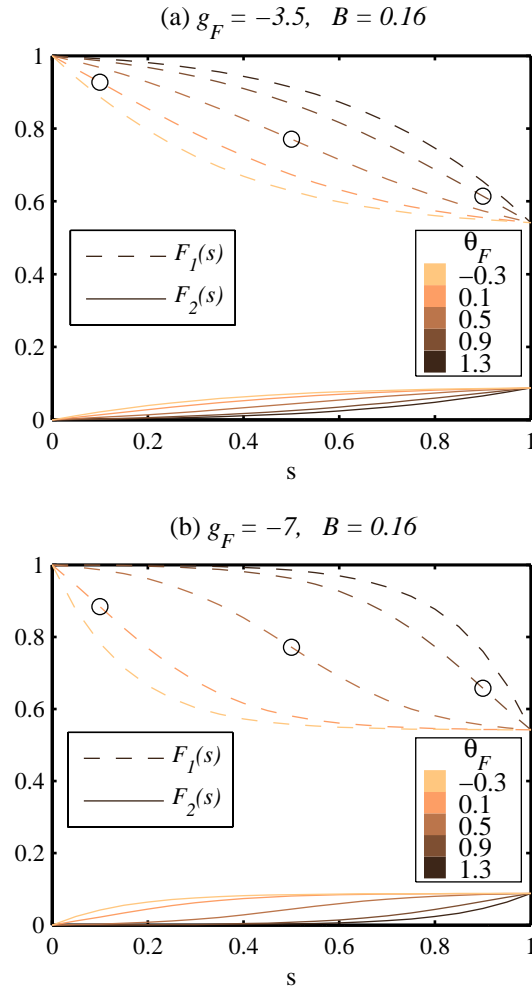 (a) g_F = −3.5, B = 0.16
1
0.8
0.6
0.4
0.2
0
F_1(s)
F_2(s)
θ_F
−0.3
0.1
0.5
0.9
1.3
0 0.2 0.4 0.6 0.8 1
s
(b) g_F = −7, B = 0.16
1
0.8
0.6
0.4
0.2
0
F_1(s)
F_2(s)
θ_F
−0.3
0.1
0.5
0.9
1.3
0 0.2 0.4 0.6 0.8 1
s